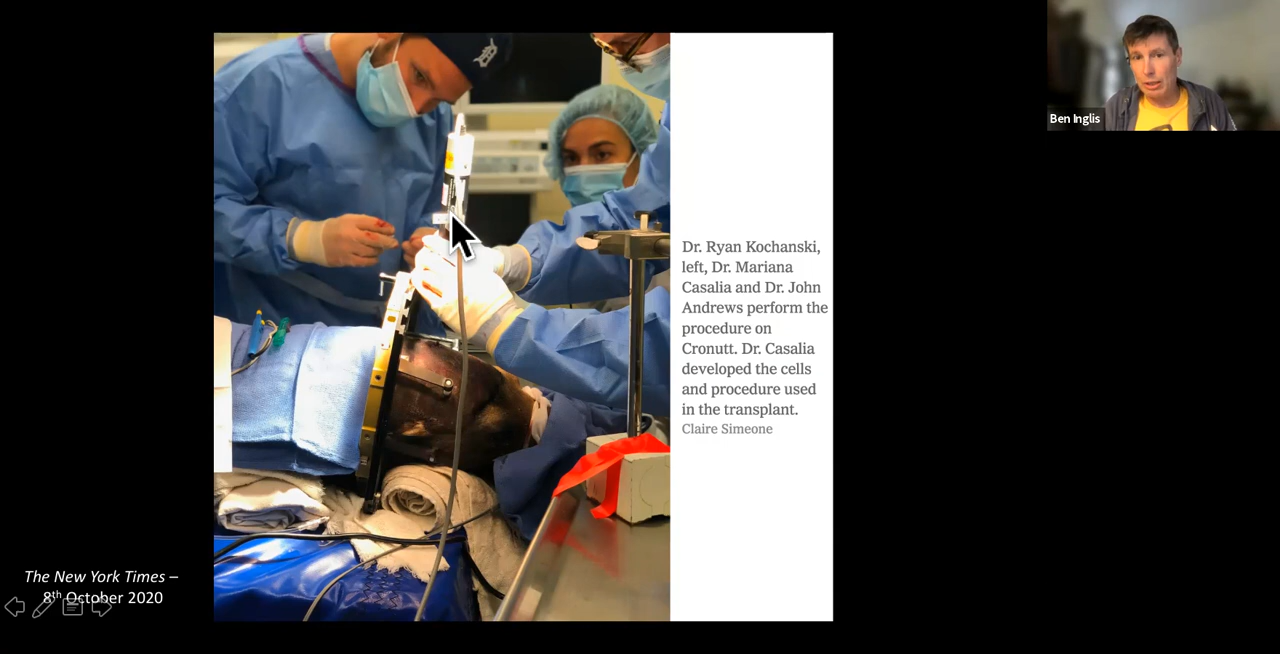 Ben Inglis
Dr. Ryan Kochanski,
left, Dr. Mariana
Casalia and Dr. John
Andrews perform the
procedure on
Cronutt. Dr. Casalia
developed the cells
and procedure used
in the transplant.
Claire Simeone
The New York Times –
8th October 2020